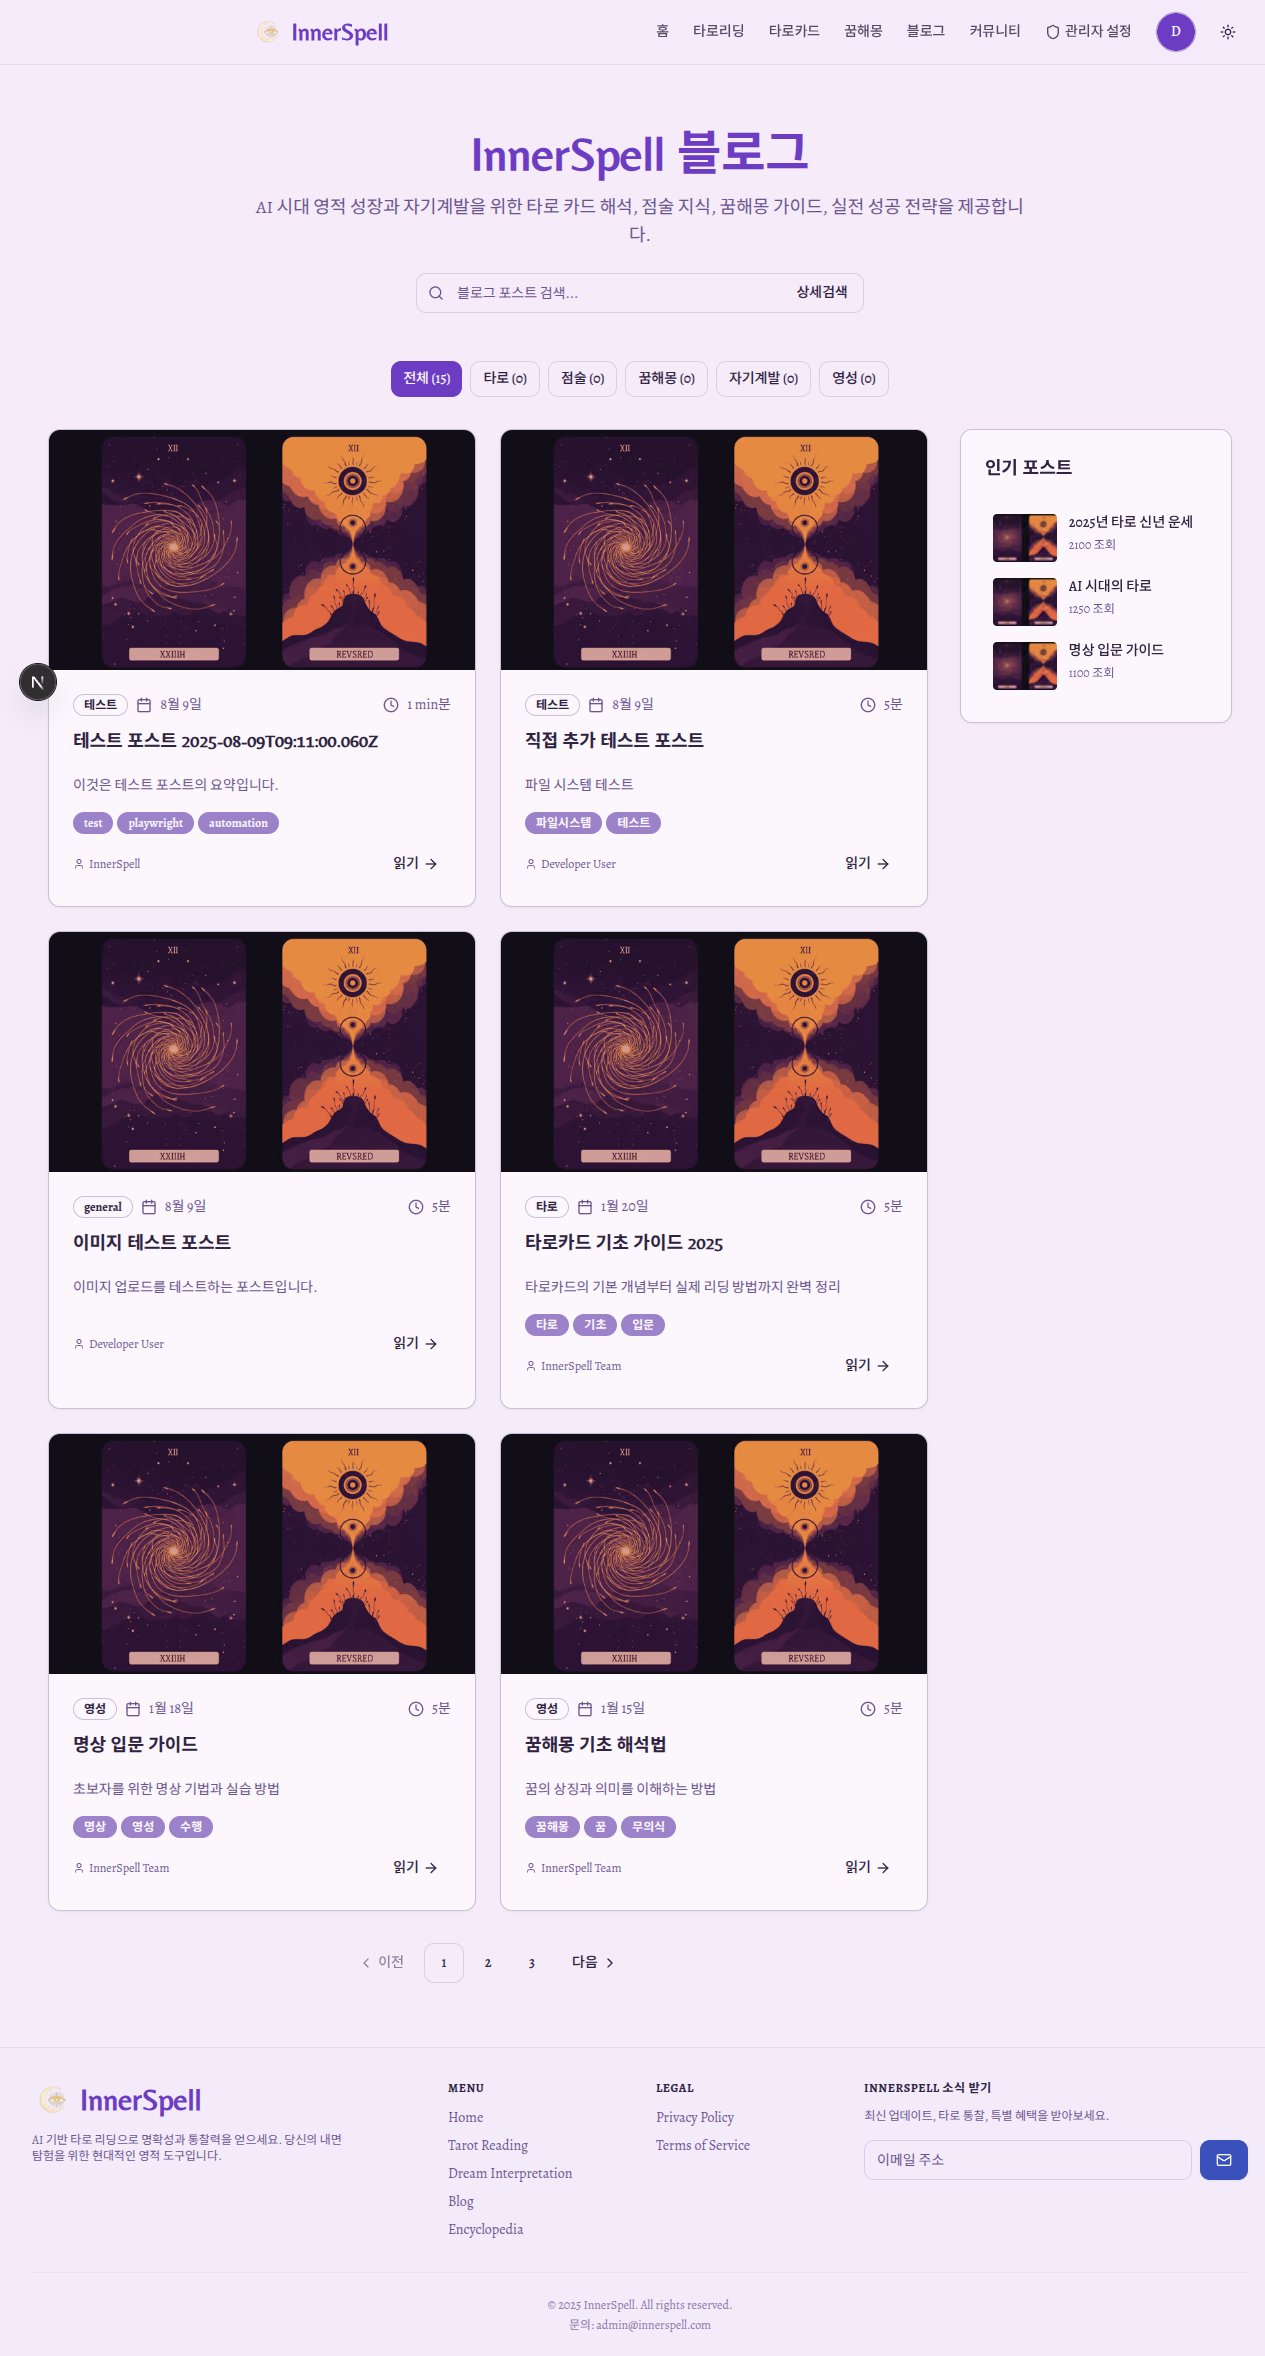 InnerSpell
홈 타로리딩 타로카드 꿈해몽 블로그 커뮤니티 관리자 설정 D
InnerSpell 블로그
AI 시대 영적 성장과 자기계발을 위한 타로 카드 해석, 점술 지식, 꿈해몽 가이드, 실전 성공 전략을 제공합니
다.
블로그 포스트 검색... 상세검색
전체 (15) 타로 (0) 점술 (0) 꿈해몽 (0) 자기계발 (0) 영성 (0)
XII XII
XXIIIH REVSRED
테스트 8월 9일 1 min분
테스트 포스트 2025-08-09T09:11:00.060Z
이것은 테스트 포스트의 요약입니다.
test playwright automation
InnerSpell 읽기
XII XII
XXIIIH REVSRED
테스트 8월 9일 5분
직접 추가 테스트 포스트
파일 시스템 테스트
파일시스템 테스트
Developer User 읽기
인기 포스트
2025년 타로 신년 운세
2100 조회
AI 시대의 타로
1250 조회
명상 입문 가이드
1100 조회
N
XII XII
XXIIIH REVSRED
general 8월 9일 5분
이미지 테스트 포스트
이미지 업로드를 테스트하는 포스트입니다.
Developer User 읽기
XII XII
XXIIIH REVSRED
타로 1월 20일 5분
타로카드 기초 가이드 2025
타로카드의 기본 개념부터 실제 리딩 방법까지 완벽 정리
타로 기초 입문
InnerSpell Team 읽기
XII XII
XXIIIH REVSRED
영성 1월 18일 5분
명상 입문 가이드
초보자를 위한 명상 기법과 실습 방법
명상 영성 수행
InnerSpell Team 읽기
XII XII
XXIIIH REVSRED
영성 1월 15일 5분
꿈해몽 기초 해석법
꿈의 상징과 의미를 이해하는 방법
꿈해몽 꿈 무의식
InnerSpell Team 읽기
이전 1 2 3 다음
InnerSpell
AI 기반 타로 리딩으로 명확성과 통찰력을 얻으세요. 당신의 내면
탐험을 위한 현대적인 영적 도구입니다.
MENU
Home
Tarot Reading
Dream Interpretation
Blog
Encyclopedia
LEGAL
Privacy Policy
Terms of Service
INNERSPELL 소식 받기
최신 업데이트, 타로 통찰, 특별 혜택을 받아보세요.
이메일 주소
© 2025 InnerSpell. All rights reserved.
문의: admin@innerspell.com